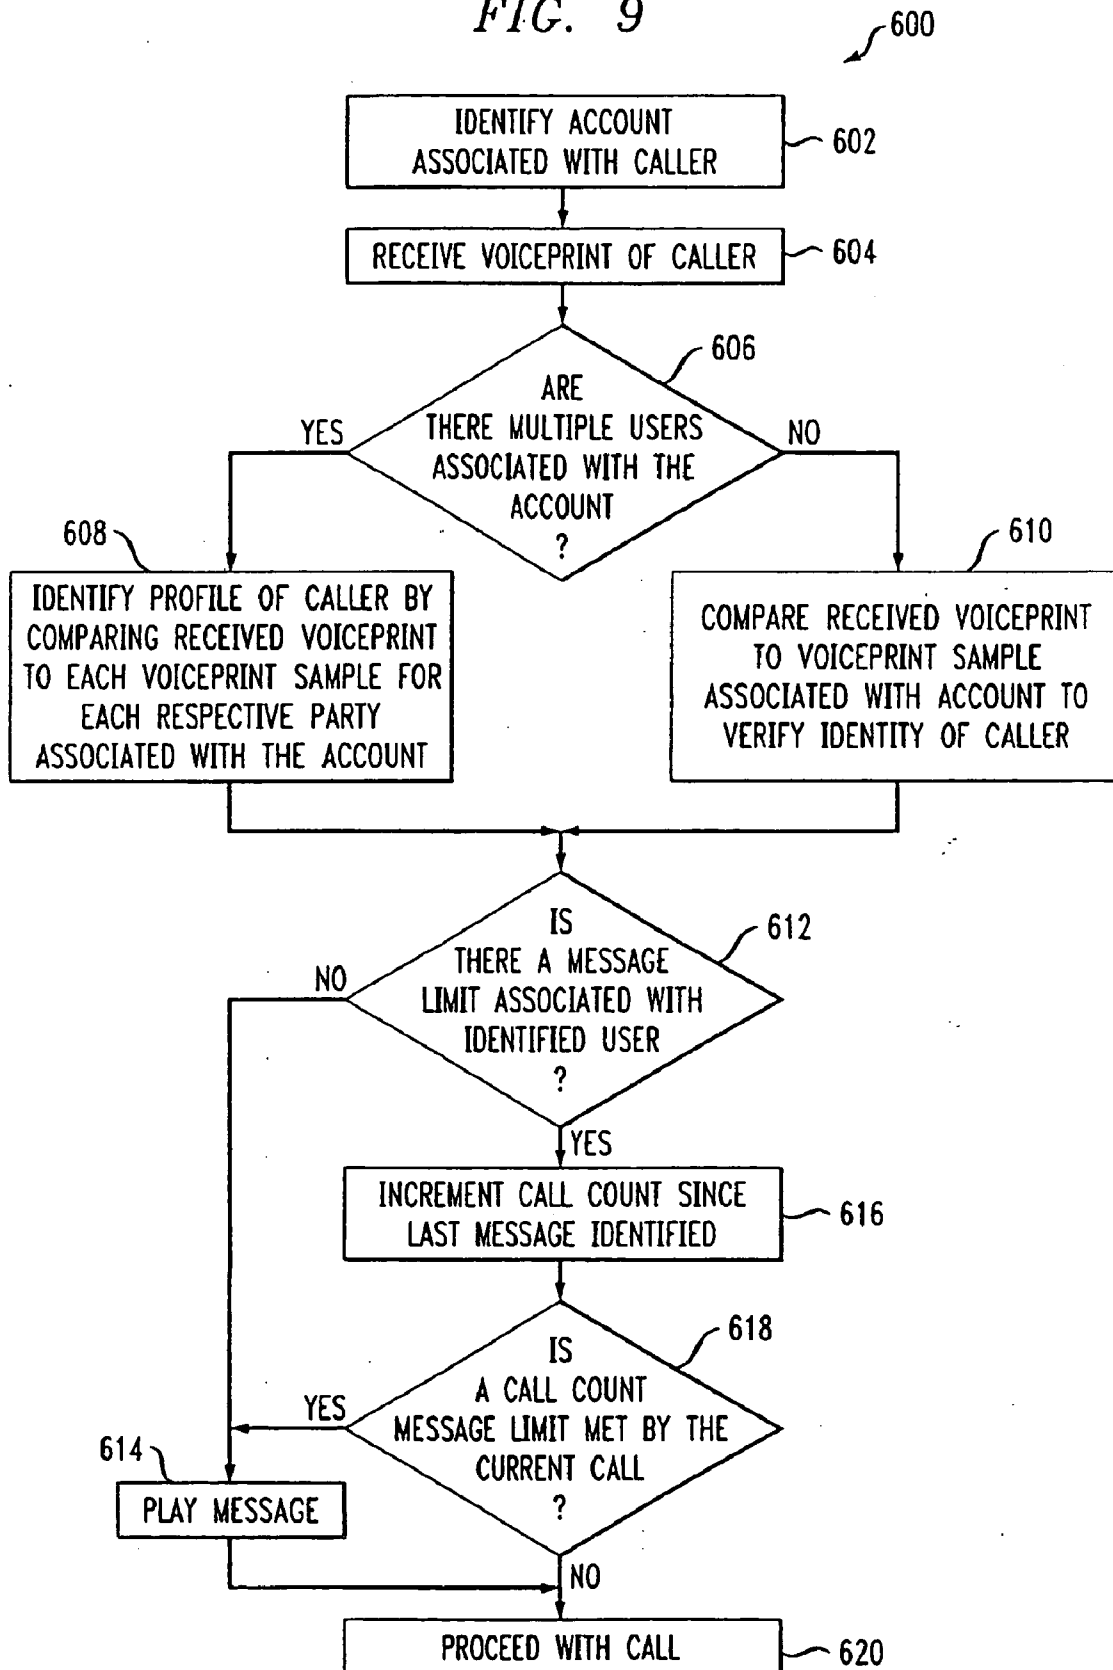 FIG. 9
600
IDENTIFY ACCOUNT
ASSOCIATED WITH CALLER
602
RECEIVE VOICEPRINT OF CALLER
604
606
ARE
THERE MULTIPLE USERS
ASSOCIATED WITH THE
ACCOUNT
?
YES
NO
608
IDENTIFY PROFILE OF CALLER BY
COMPARING RECEIVED VOICEPRINT
TO EACH VOICEPRINT SAMPLE FOR
EACH RESPECTIVE PARTY
ASSOCIATED WITH THE ACCOUNT
610
COMPARE RECEIVED VOICEPRINT
TO VOICEPRINT SAMPLE
ASSOCIATED WITH ACCOUNT TO
VERIFY IDENTITY OF CALLER
612
IS
THERE A MESSAGE
LIMIT ASSOCIATED WITH
IDENTIFIED USER
?
NO
YES
INCREMENT CALL COUNT SINCE
LAST MESSAGE IDENTIFIED
616
618
IS
A CALL COUNT
MESSAGE LIMIT MET BY THE
CURRENT CALL
?
YES
614
PLAY MESSAGE
NO
PROCEED WITH CALL
620